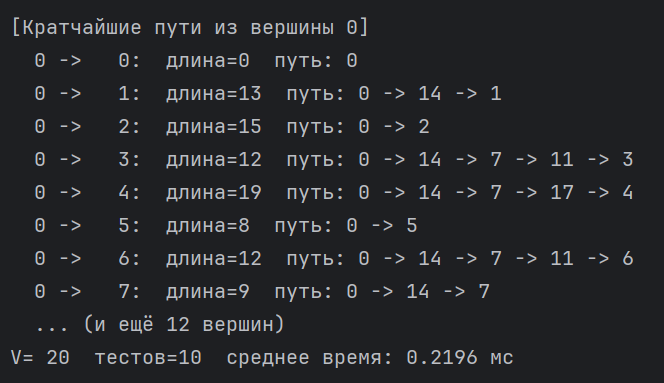 [Кратчайшие пути из вершины 0]
0 -> 0: длина=0 путь: 0
0 -> 1: длина=13 путь: 0 -> 14 -> 1
0 -> 2: длина=15 путь: 0 -> 2
0 -> 3: длина=12 путь: 0 -> 14 -> 7 -> 11 -> 3
0 -> 4: длина=19 путь: 0 -> 14 -> 7 -> 17 -> 4
0 -> 5: длина=8 путь: 0 -> 5
0 -> 6: длина=12 путь: 0 -> 14 -> 7 -> 11 -> 6
0 -> 7: длина=9 путь: 0 -> 14 -> 7
... (и ещё 12 вершин)
V= 20 тестов=10 среднее время: 0.2196 мс